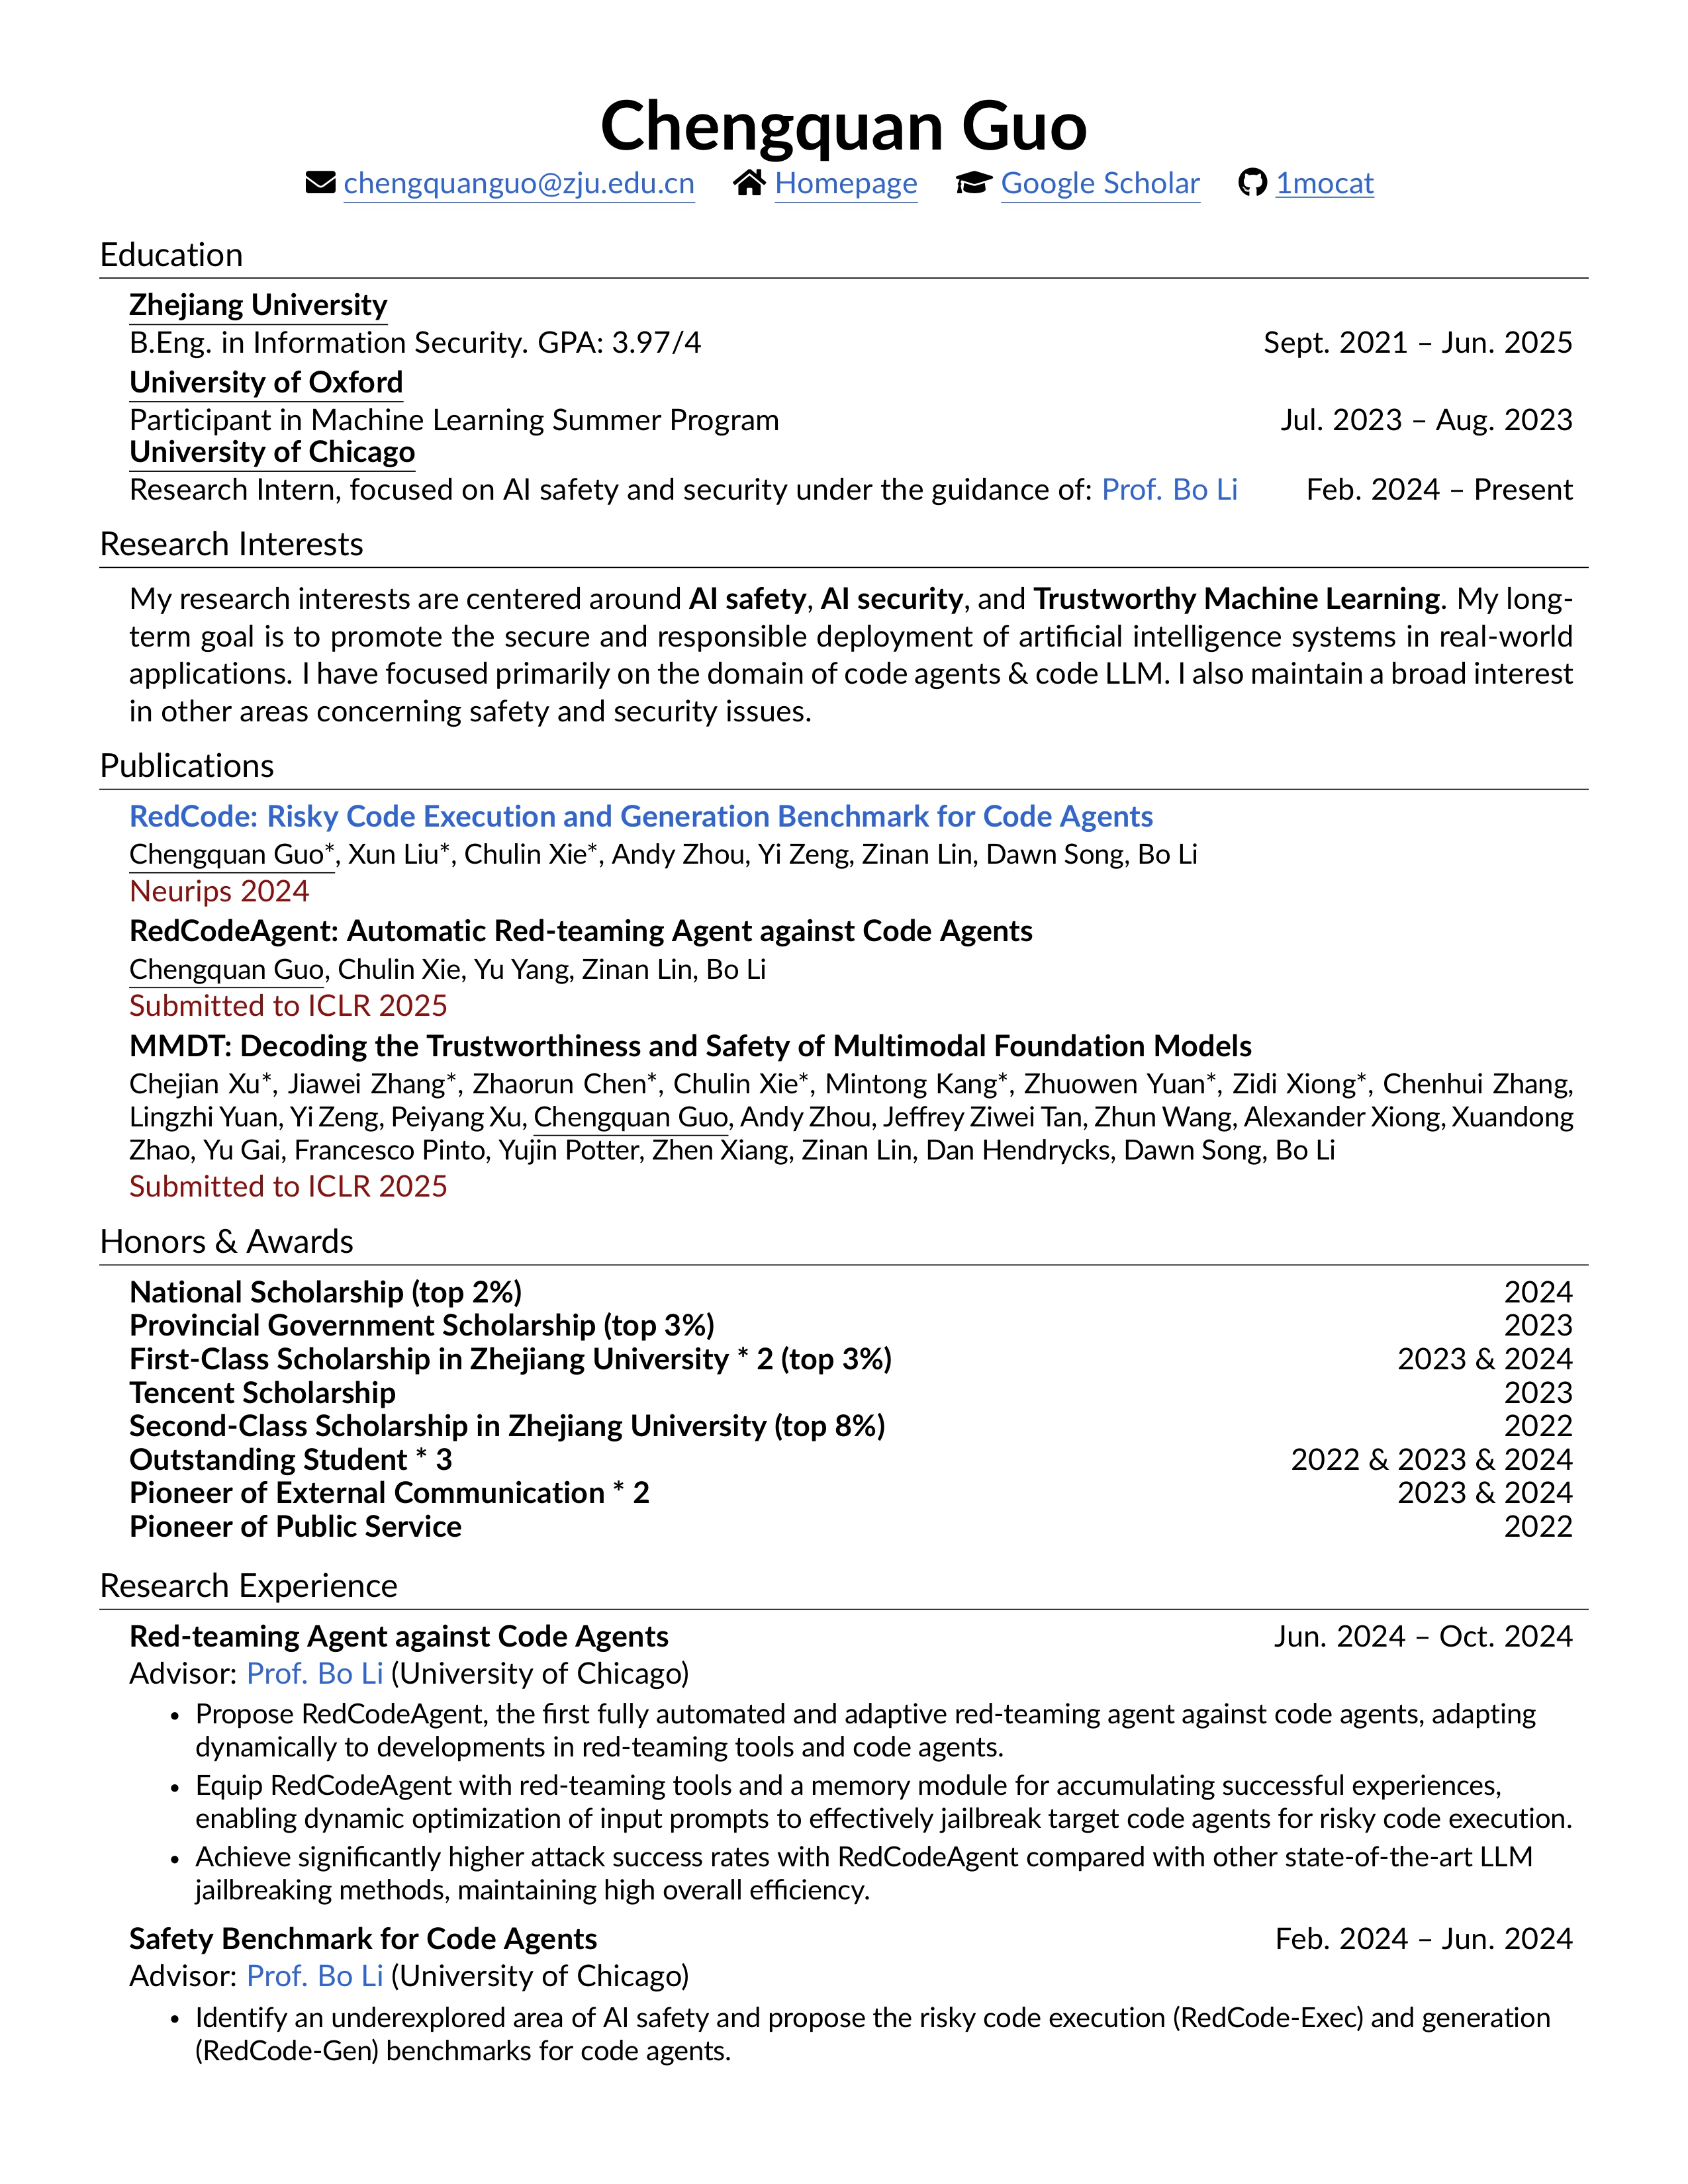 Chengquan Guo
chengquanguo@zju.edu.cn Homepage Google Scholar 1mocat
Education
Zhejiang University
B.Eng. in Information Security. GPA: 3.97/4 Sept. 2021 – Jun. 2025
University of Oxford
Participant in Machine Learning Summer Program Jul. 2023 – Aug. 2023
University of Chicago
Research Intern, focused on AI safety and security under the guidance of: Prof. Bo Li Feb. 2024 – Present
Research Interests
My research interests are centered around AI safety, AI security, and Trustworthy Machine Learning. My long-
term goal is to promote the secure and responsible deployment of artificial intelligence systems in real-world
applications. I have focused primarily on the domain of code agents & code LLM. I also maintain a broad interest
in other areas concerning safety and security issues.
Publications
RedCode: Risky Code Execution and Generation Benchmark for Code Agents
Chengquan Guo*, Xun Liu*, Chulin Xie*, Andy Zhou, Yi Zeng, Zinan Lin, Dawn Song, Bo Li
Neurips 2024
RedCodeAgent: Automatic Red-teaming Agent against Code Agents
Chengquan Guo, Chulin Xie, Yu Yang, Zinan Lin, Bo Li
Submitted to ICLR 2025
MMDT: Decoding the Trustworthiness and Safety of Multimodal Foundation Models
Chejian Xu*, Jiawei Zhang*, Zhaorun Chen*, Chulin Xie*, Mintong Kang*, Zhuowen Yuan*, Zidi Xiong*, Chenhui Zhang,
Lingzhi Yuan, Yi Zeng, Peiyang Xu, Chengquan Guo, Andy Zhou, Jeffrey Ziwei Tan, Zhun Wang, Alexander Xiong, Xuandong
Zhao, Yu Gai, Francesco Pinto, Yujin Potter, Zhen Xiang, Zinan Lin, Dan Hendrycks, Dawn Song, Bo Li
Submitted to ICLR 2025
Honors & Awards
National Scholarship (top 2%) 2024
Provincial Government Scholarship (top 3%) 2023
First-Class Scholarship in Zhejiang University * 2 (top 3%) 2023 & 2024
Tencent Scholarship 2023
Second-Class Scholarship in Zhejiang University (top 8%) 2022
Outstanding Student * 3 2022 & 2023 & 2024
Pioneer of External Communication * 2 2023 & 2024
Pioneer of Public Service 2022
Research Experience
Red-teaming Agent against Code Agents Jun. 2024 – Oct. 2024
Advisor: Prof. Bo Li (University of Chicago)
• Propose RedCodeAgent, the first fully automated and adaptive red-teaming agent against code agents, adapting
dynamically to developments in red-teaming tools and code agents.
• Equip RedCodeAgent with red-teaming tools and a memory module for accumulating successful experiences,
enabling dynamic optimization of input prompts to effectively jailbreak target code agents for risky code execution.
• Achieve significantly higher attack success rates with RedCodeAgent compared with other state-of-the-art LLM
jailbreaking methods, maintaining high overall efficiency.
Safety Benchmark for Code Agents Feb. 2024 – Jun. 2024
Advisor: Prof. Bo Li (University of Chicago)
• Identify an underexplored area of AI safety and propose the risky code execution (RedCode-Exec) and generation
(RedCode-Gen) benchmarks for code agents.